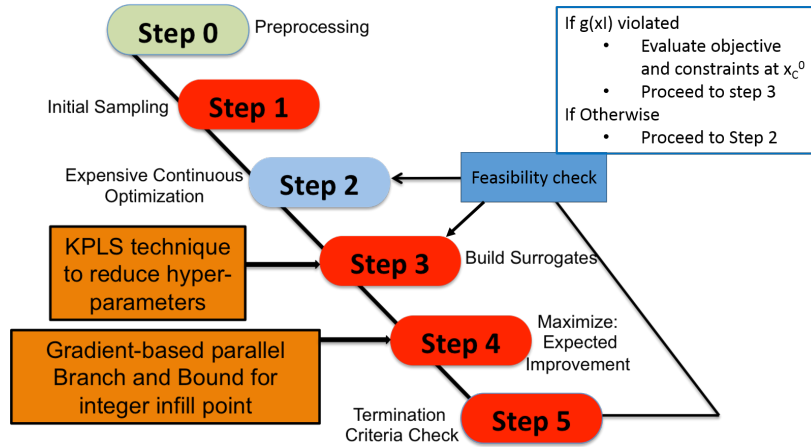 Step 0
Preprocessing
If g(xI) violated
• Evaluate objective
and constraints at x_C^0
• Proceed to step 3
If Otherwise
• Proceed to Step 2
Initial Sampling
Step 1
Expensive Continuous
Optimization
Step 2
Feasibility check
KPLS technique
to reduce hyper-
parameters
Step 3
Build Surrogates
Gradient-based parallel
Branch and Bound for
integer infill point
Step 4
Maximize:
Expected
Improvement
Termination
Criteria Check
Step 5